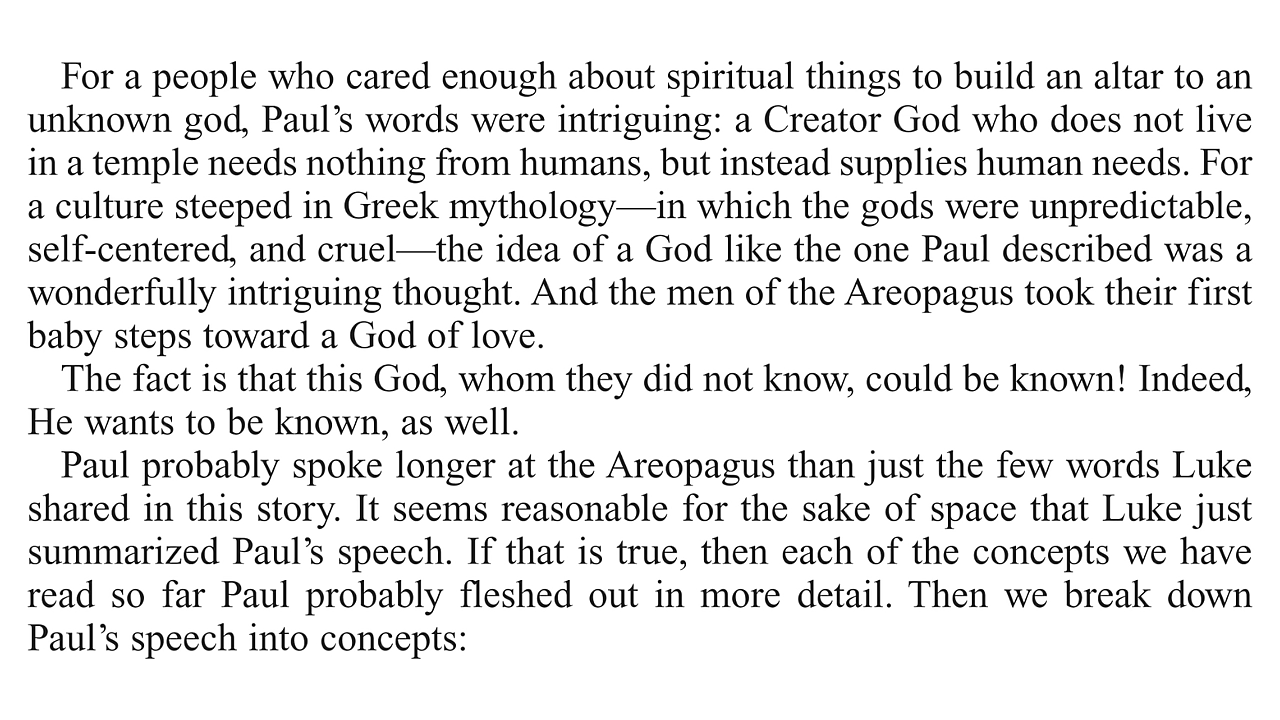 For a people who cared enough about spiritual things to build an altar to an
unknown god, Paul’s words were intriguing: a Creator God who does not live
in a temple needs nothing from humans, but instead supplies human needs. For
a culture steeped in Greek mythology—in which the gods were unpredictable,
self-centered, and cruel—the idea of a God like the one Paul described was a
wonderfully intriguing thought. And the men of the Areopagus took their first
baby steps toward a God of love.
The fact is that this God, whom they did not know, could be known! Indeed,
He wants to be known, as well.
Paul probably spoke longer at the Areopagus than just the few words Luke
shared in this story. It seems reasonable for the sake of space that Luke just
summarized Paul’s speech. If that is true, then each of the concepts we have
read so far Paul probably fleshed out in more detail. Then we break down
Paul’s speech into concepts: